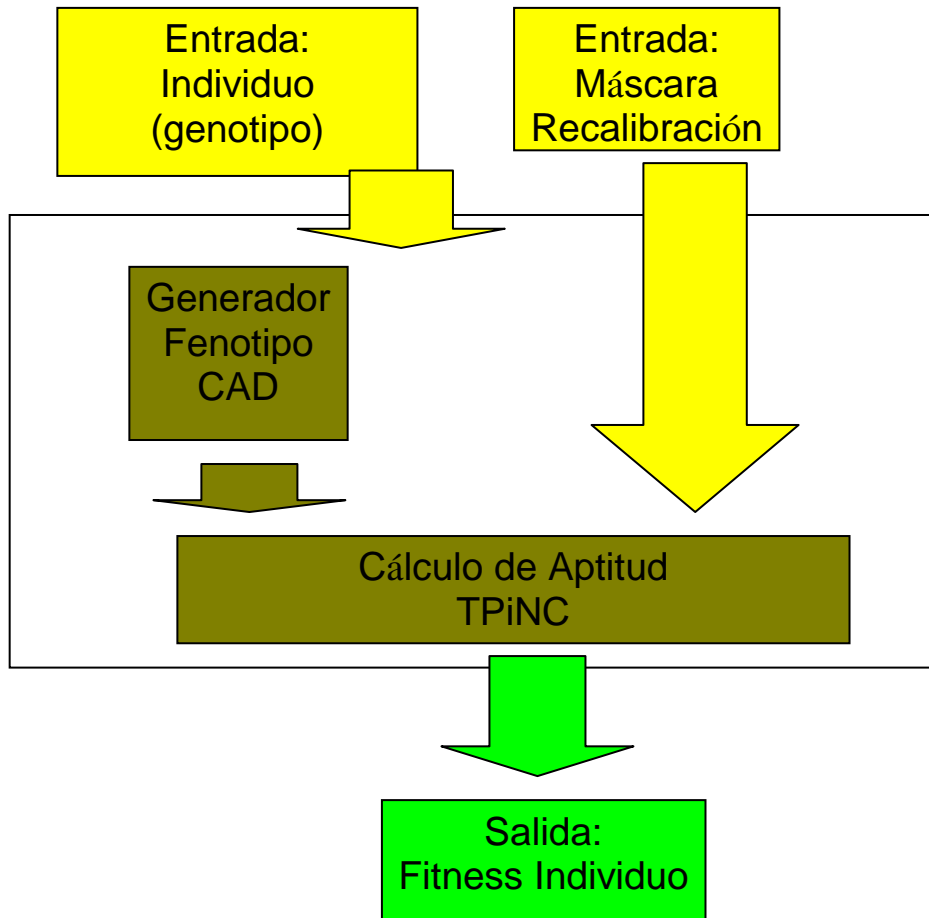 Entrada:
Individuo
(genotipo)
Entrada:
Máscara
Recalibración
Generador
Fenotipo
CAD
Cálculo de Aptitud
TPiNC
Salida:
Fitness Individuo